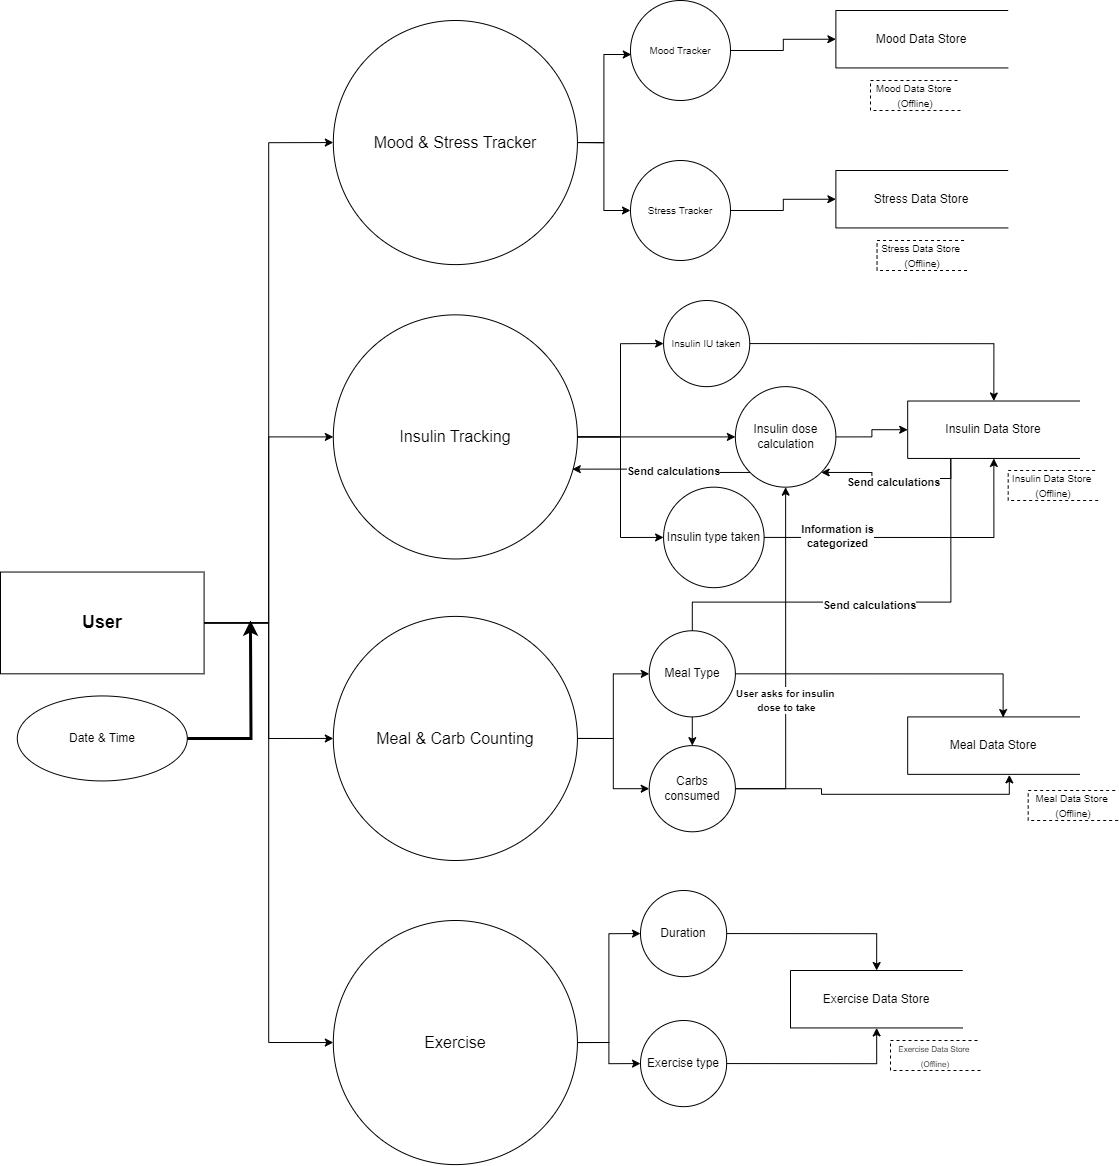 Mood Tracker
Mood Data Store
Mood Data Store
(Offline)
Mood & Stress Tracker
Stress Tracker
Stress Data Store
Stress Data Store
(Offline)
Insulin IU taken
Insulin Tracking
Insulin dose
calculation
Insulin Data Store
Send calculations
Send calculations
Insulin Data Store
(Offline)
Insulin type taken
Information is
categorized
Send calculations
User
Date & Time
Meal Type
User asks for insulin
dose to take
Meal & Carb Counting
Meal Data Store
Carbs
consumed
Meal Data Store
(Offline)
Duration
Exercise Data Store
Exercise
Exercise type
Exercise Data Store
(Offline)